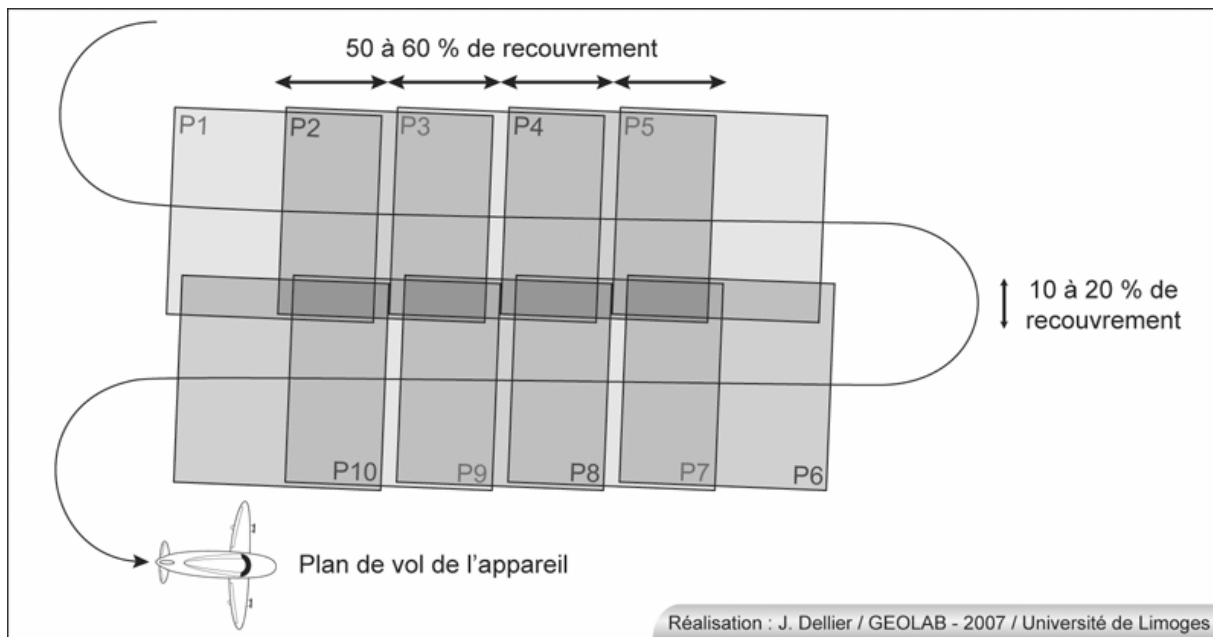 50 à 60 % de recouvrement
P1
P2
P3
P4
P5
10 à 20 % de
recouvrement
P10
P9
P8
P7
P6
Plan de vol de l'appareil
Réalisation : J. Dellier / GEOLAB - 2007 / Université de Limoges